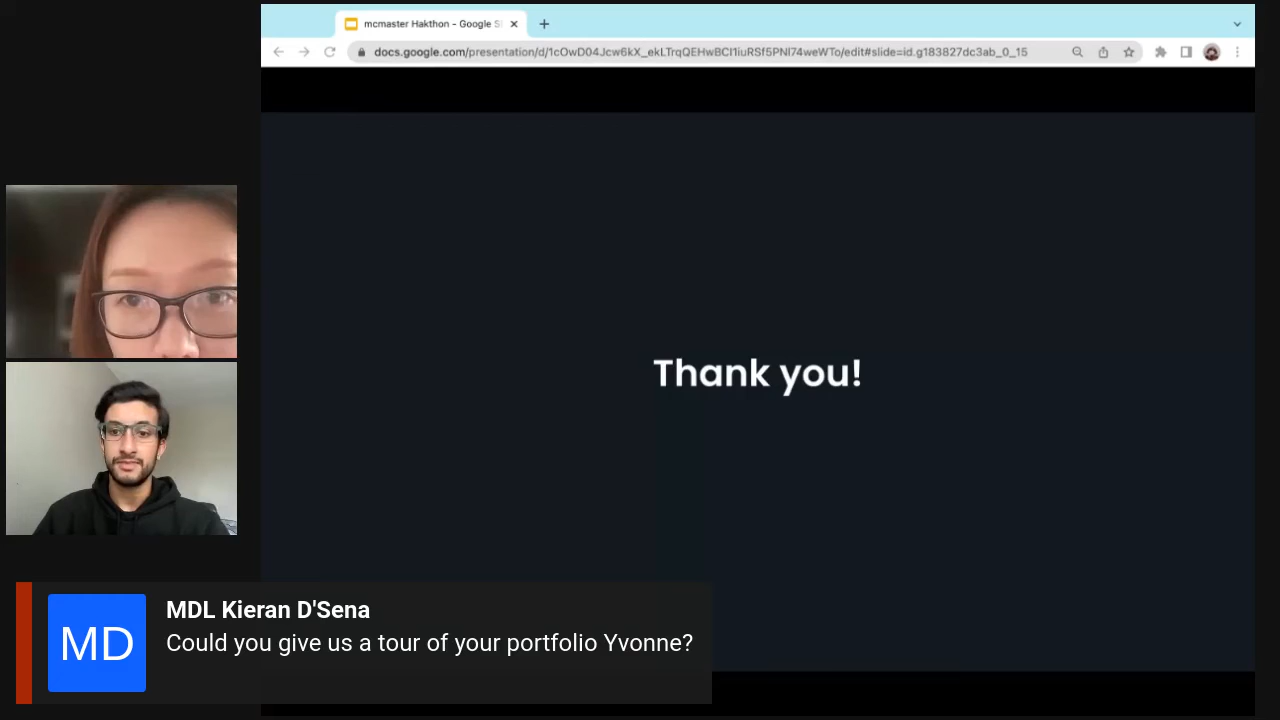 mcmaster Hakthon - Google S
docs.google.com/presentation/d/1cOwD04Jcw6kX_ekLTrqQEHwBCl1iuRSf5PNl74weWTo/edit#slide=id.g183827dc3ab_0_15
Thank you!
MD
MDL Kieran D'Sena
Could you give us a tour of your portfolio Yvonne?